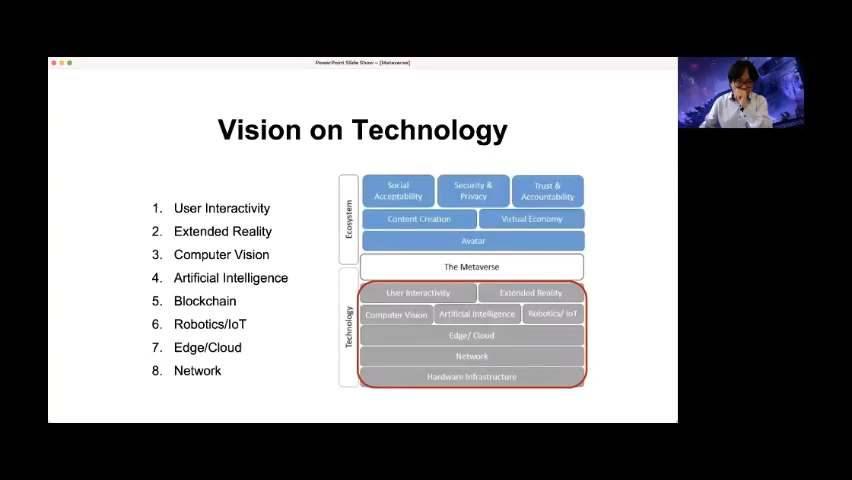 PowerPoint Slide Show - [Metaverse]
Vision on Technology
1. User Interactivity
2. Extended Reality
3. Computer Vision
4. Artificial Intelligence
5. Blockchain
6. Robotics/IoT
7. Edge/Cloud
8. Network
Ecosystem
Social
Acceptability
Security &
Privacy
Trust &
Accountability
Content Creation
Virtual Economy
Avatar
The Metaverse
Technology
User Interactivity
Extended Reality
Computer Vision
Artificial Intelligence
Robotics/ IoT
Edge/ Cloud
Network
Hardware Infrastructure